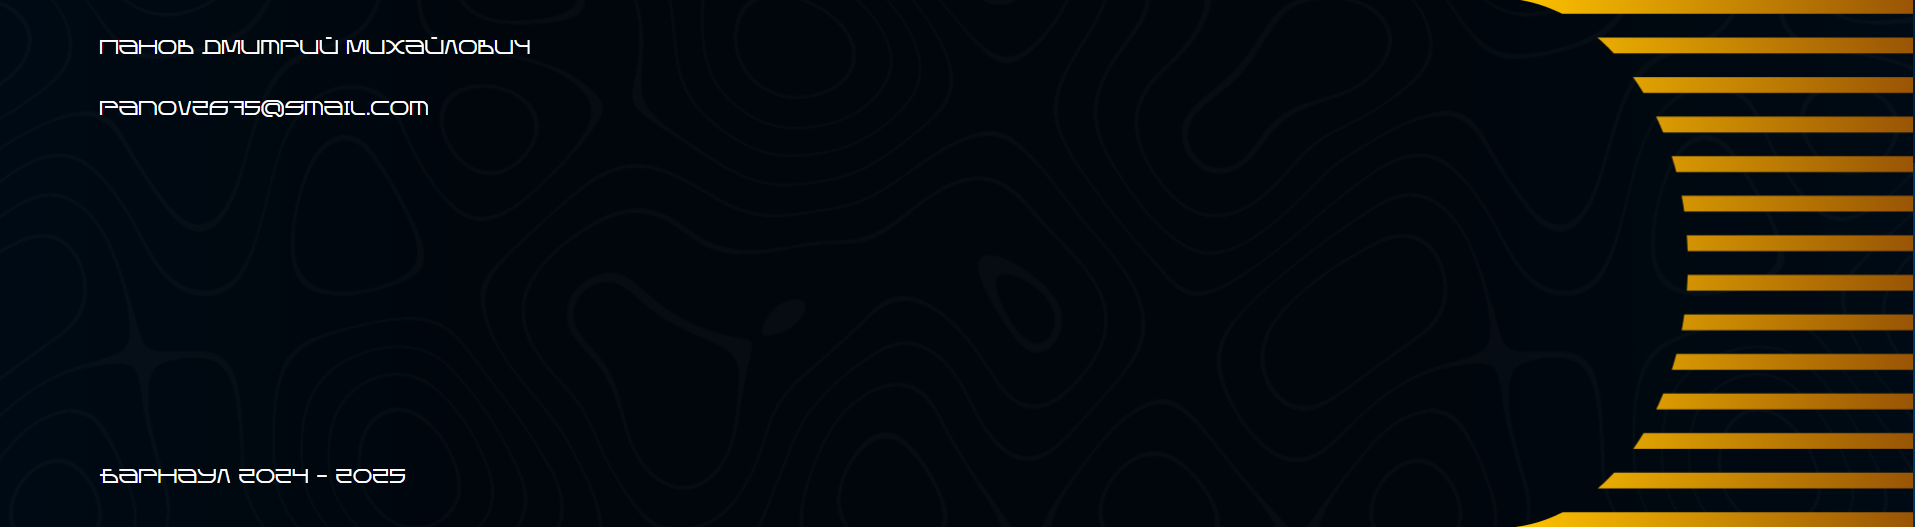 Панов Дмитрий Михайлович
panov2675@gmail.com
Барнаул 2024 - 2025